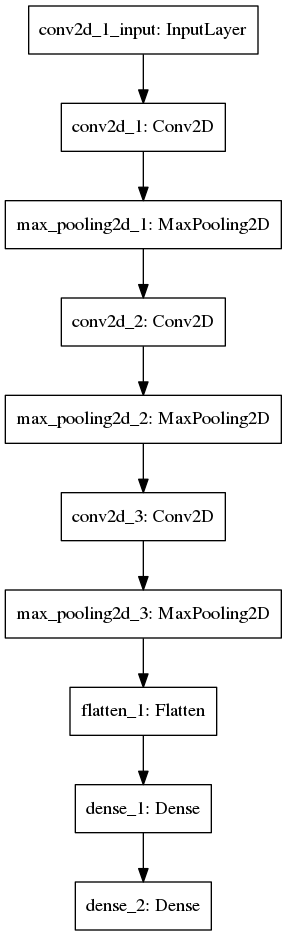 conv2d_1_input: InputLayer
conv2d_1: Conv2D
max_pooling2d_1: MaxPooling2D
conv2d_2: Conv2D
max_pooling2d_2: MaxPooling2D
conv2d_3: Conv2D
max_pooling2d_3: MaxPooling2D
flatten_1: Flatten
dense_1: Dense
dense_2: Dense